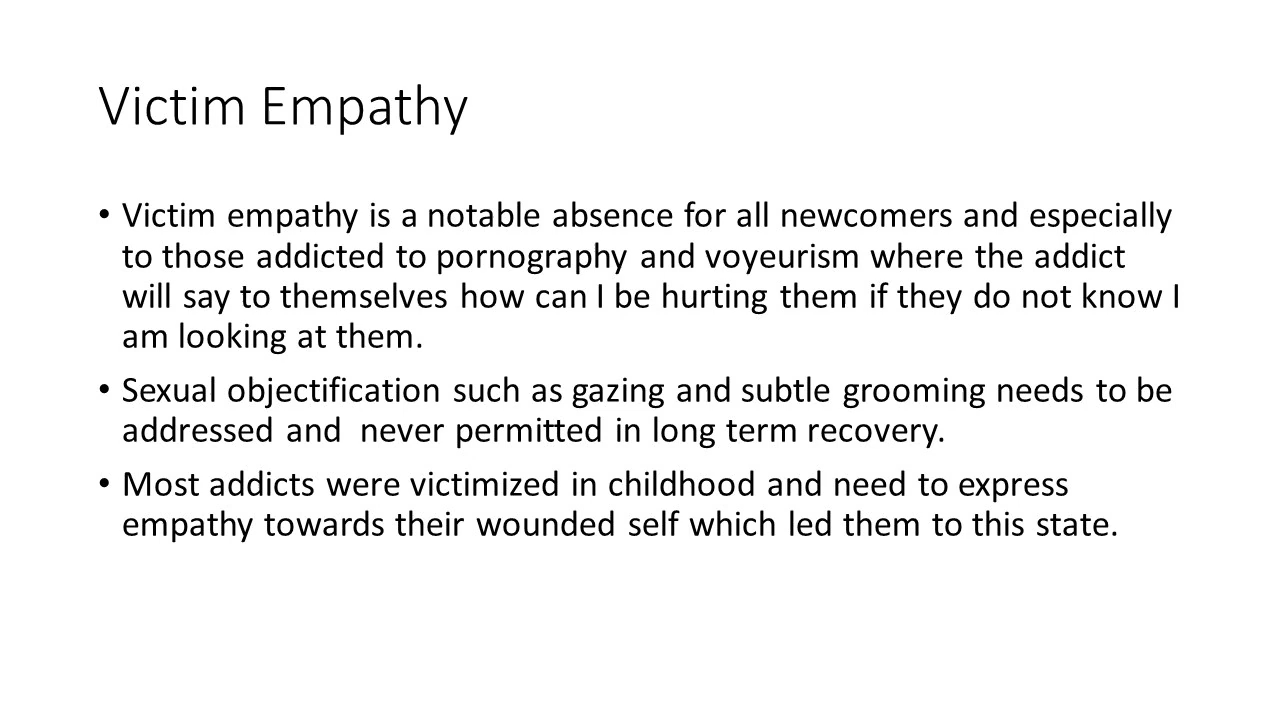 Victim Empathy
• Victim empathy is a notable absence for all newcomers and especially
to those addicted to pornography and voyeurism where the addict
will say to themselves how can I be hurting them if they do not know I
am looking at them.
• Sexual objectification such as gazing and subtle grooming needs to be
addressed and  never permitted in long term recovery.
• Most addicts were victimized in childhood and need to express
empathy towards their wounded self which led them to this state.